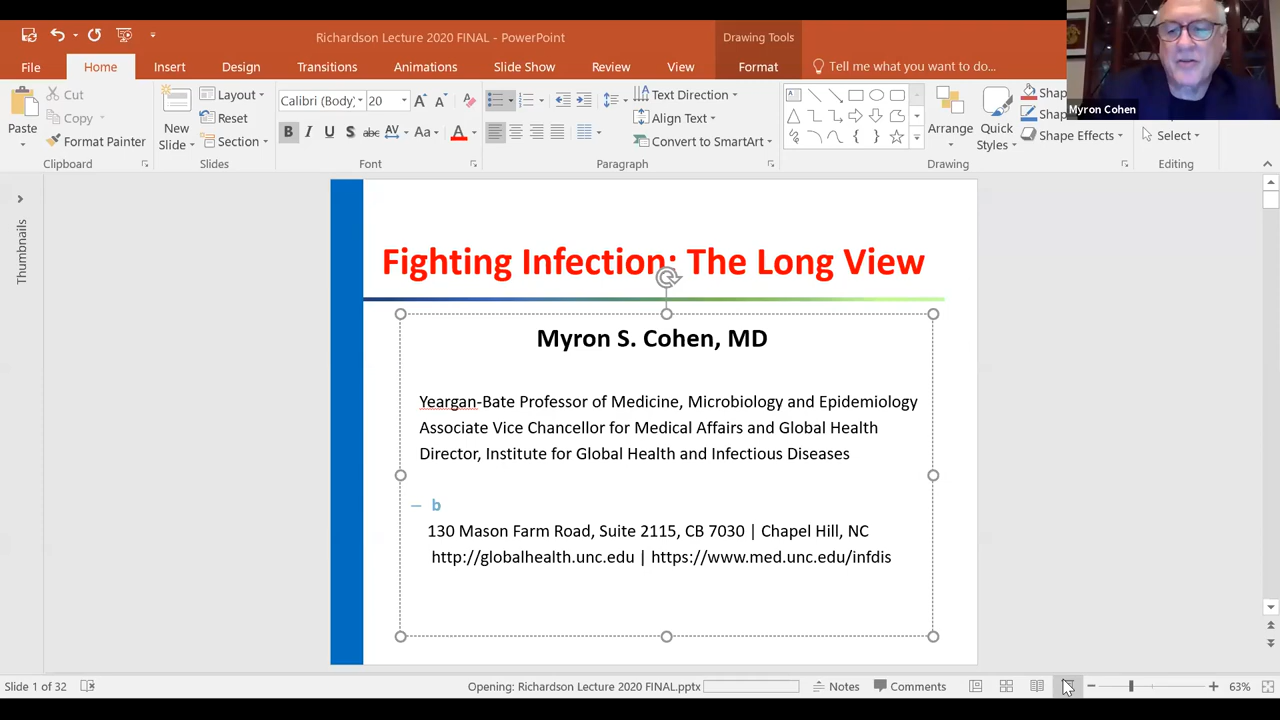 Richardson Lecture 2020 FINAL - PowerPoint
Drawing Tools
File Home Insert Design Transitions Animations Slide Show Review View Format Tell me what you want to do...
Myron Cohen
Paste
Cut
Copy
Format Painter
Clipboard
New
Slide
Layout
Reset
Section
Slides
Calibri (Body) 20
B I U S abc AV Aa A
Font
Text Direction
Align Text
Convert to SmartArt
Paragraph
Arrange
Quick
Styles
Shape Effects
Drawing
Select
Editing
Thumbnails
Fighting Infection: The Long View
Myron S. Cohen, MD
Yeargan-Bate Professor of Medicine, Microbiology and Epidemiology
Associate Vice Chancellor for Medical Affairs and Global Health
Director, Institute for Global Health and Infectious Diseases
– b
130 Mason Farm Road, Suite 2115, CB 7030 | Chapel Hill, NC
http://globalhealth.unc.edu | https://www.med.unc.edu/infdis
Slide 1 of 32 Opening: Richardson Lecture 2020 FINAL.pptx Notes Comments 63%